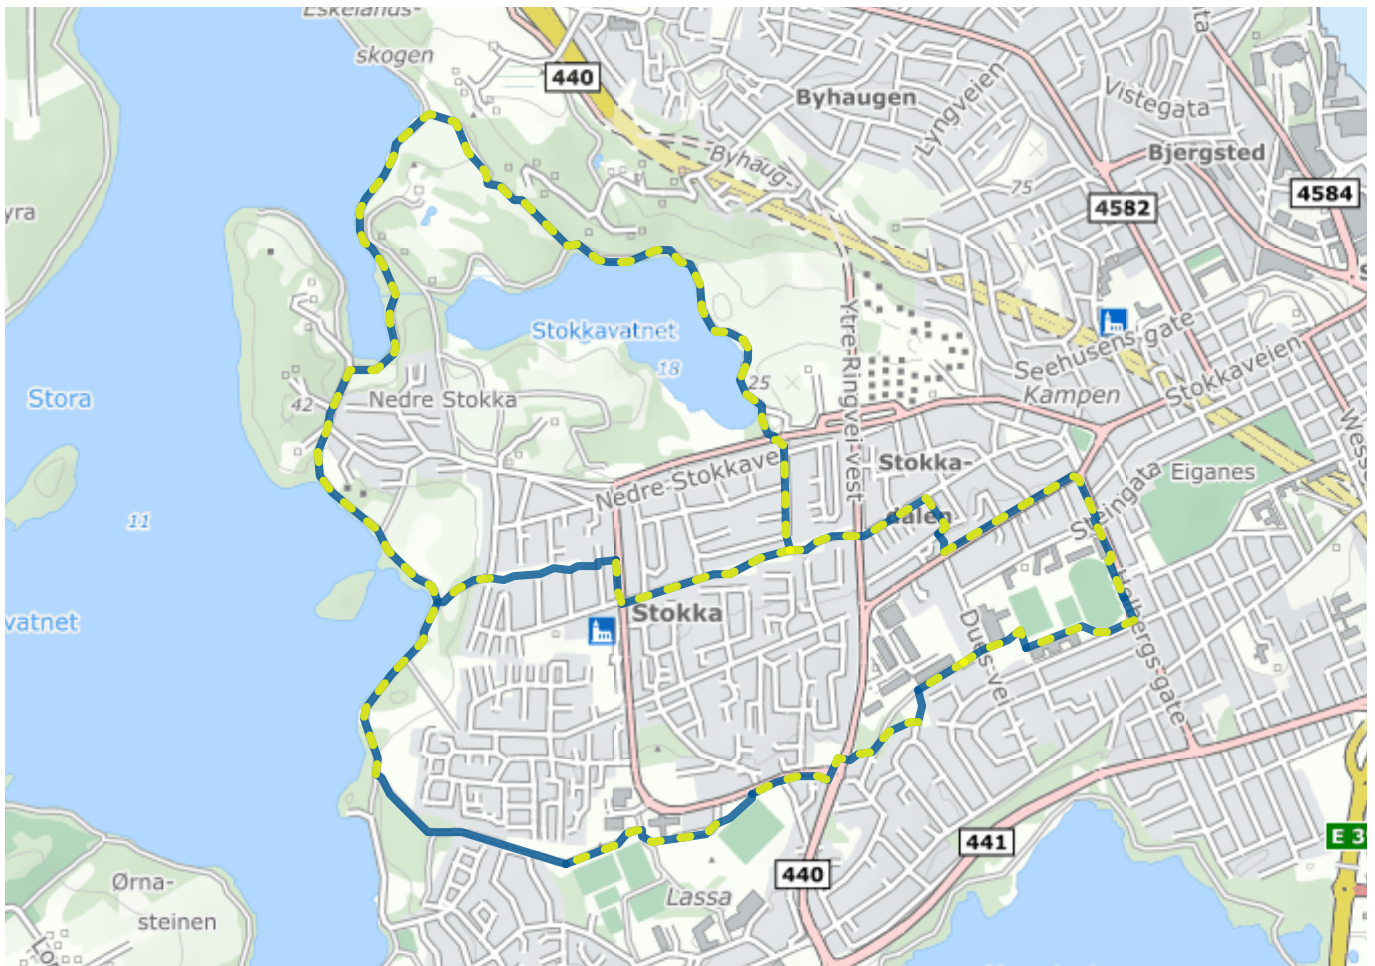 Eskelands-
skogen
440
Byhaugen
Lyngveien
Vistegata
Bjergsted
Byhaug-
75
4582
4584
yra
Stokkavatnet
18
Ytre Ringvei vest
Seehusens gate
Stokkaveien
Kampen
25
Stora
42
Nedre Stokka
Nedre Stokkave
Stokka-
dalen
Steingata
Eiganes
11
vatnet
Stokka
Dues vei
Holbergs gate
440
441
E 3
Ørna-
steinen
Lassa